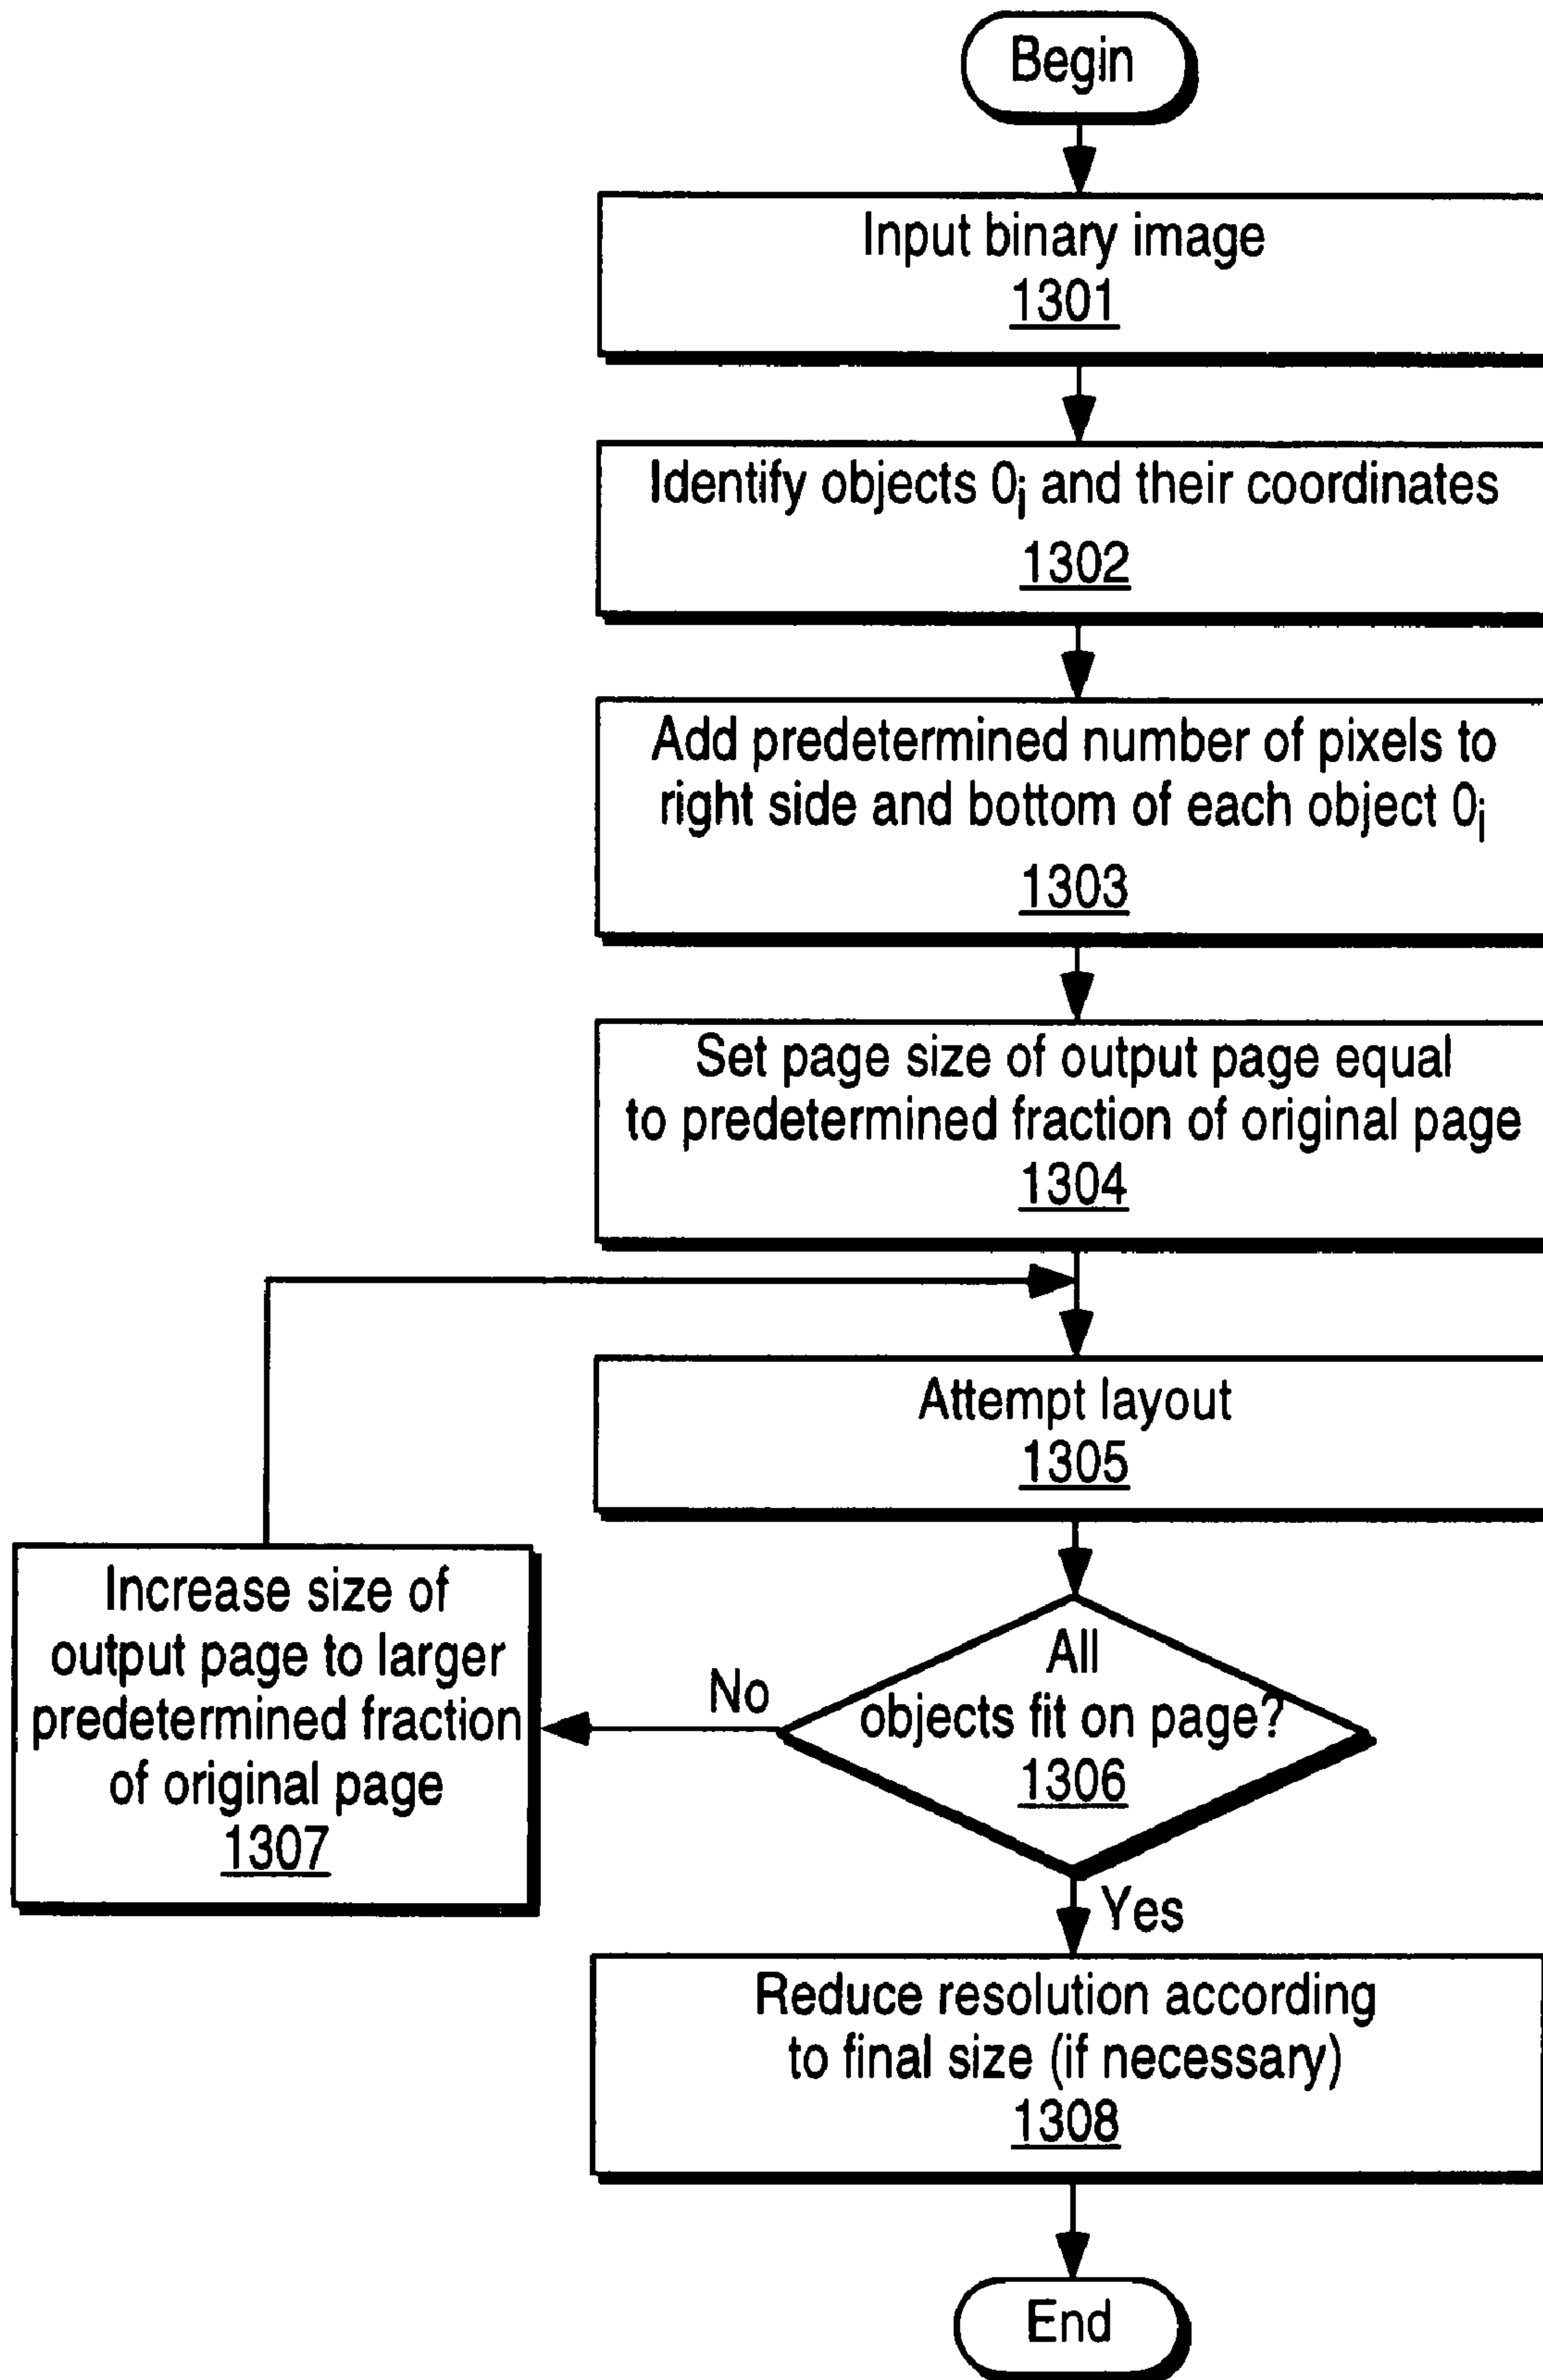 Begin
Input binary image
1301
Identify objects 0i and their coordinates
1302
Add predetermined number of pixels to
right side and bottom of each object 0i
1303
Set page size of output page equal
to predetermined fraction of original page
1304
Attempt layout
1305
All
objects fit on page?
1306
No
Increase size of
output page to larger
predetermined fraction
of original page
1307
Yes
Reduce resolution according
to final size (if necessary)
1308
End